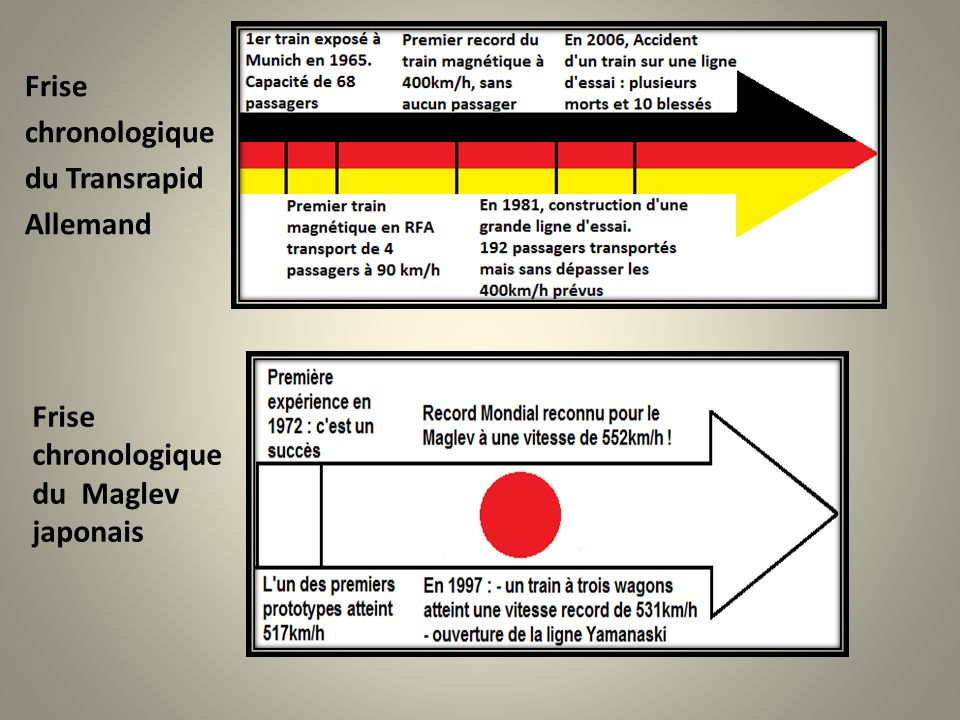 Frise
chronologique
du Transrapid
Allemand
1er train exposé à
Munich en 1965.
Capacité de 68
passagers
Premier record du
train magnétique à
400km/h, sans
aucun passager
En 2006, Accident
d'un train sur une ligne
d'essai : plusieurs
morts et 10 blessés
Premier train
magnétique en RFA
transport de 4
passagers à 90 km/h
En 1981, construction d'une
grande ligne d'essai.
192 passagers transportés
mais sans dépasser les
400km/h prévus
Frise
chronologique
du Maglev
japonais
Première
expérience en
1972 : c'est un
succès
Record Mondial reconnu pour le
Maglev à une vitesse de 552km/h !
L'un des premiers
prototypes atteint
517km/h
En 1997 : - un train à trois wagons
atteint une vitesse record de 531km/h
- ouverture de la ligne Yamanaski